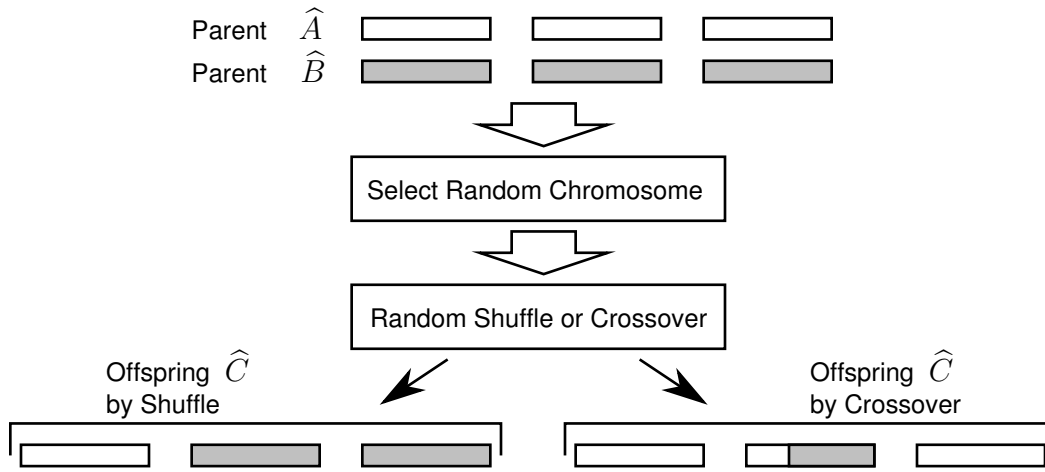 Parent Â
Parent B̂
Select Random Chromosome
Random Shuffle or Crossover
Offspring Ĉ
by Shuffle
Offspring Ĉ
by Crossover